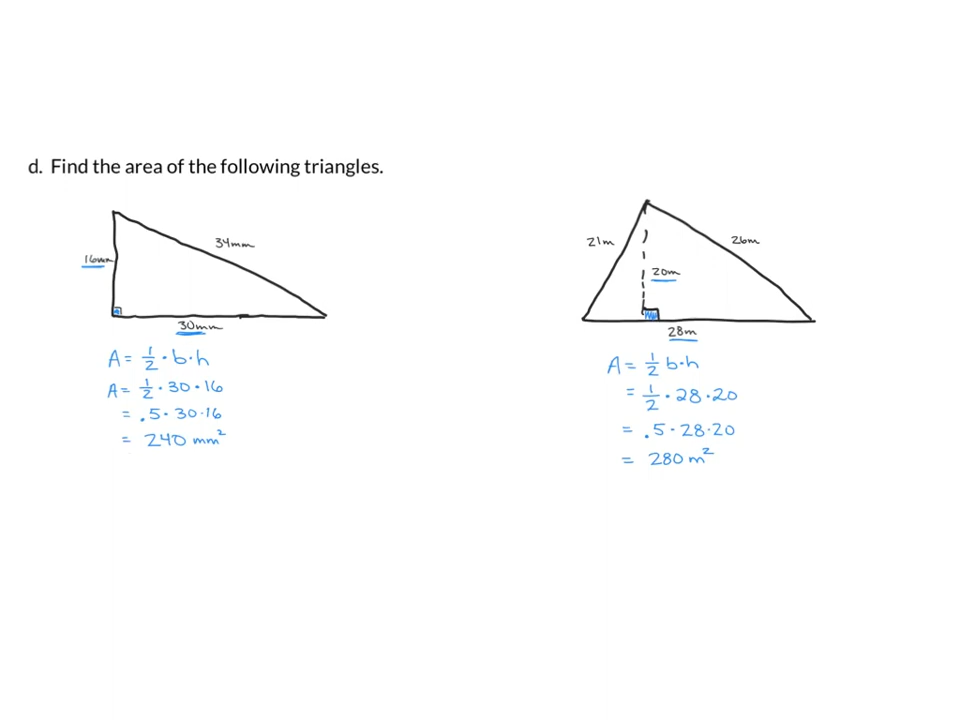 d. Find the area of the following triangles.
34mm
16mm
30mm
A = 1/2 · b·h
A = 1/2 · 30 · 16
= .5 · 30·16
= 240 mm²
21m
26m
20m
28m
A = 1/2 b·h
= 1/2 · 28 · 20
= .5 · 28·20
= 280 m²